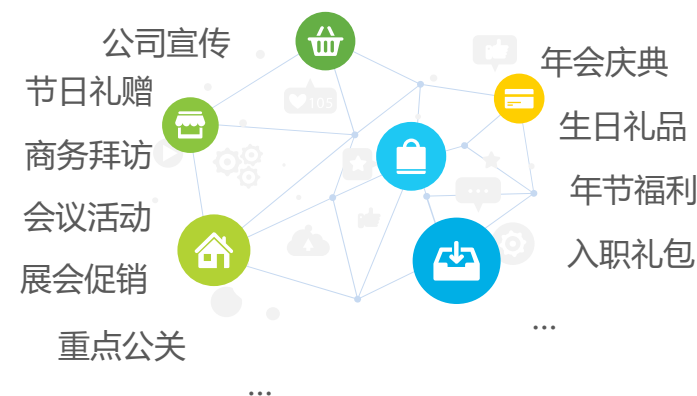 公司宣传
节日礼赠
商务拜访
会议活动
展会促销
重点公关
...
年会庆典
生日礼品
年节福利
入职礼包
...
105